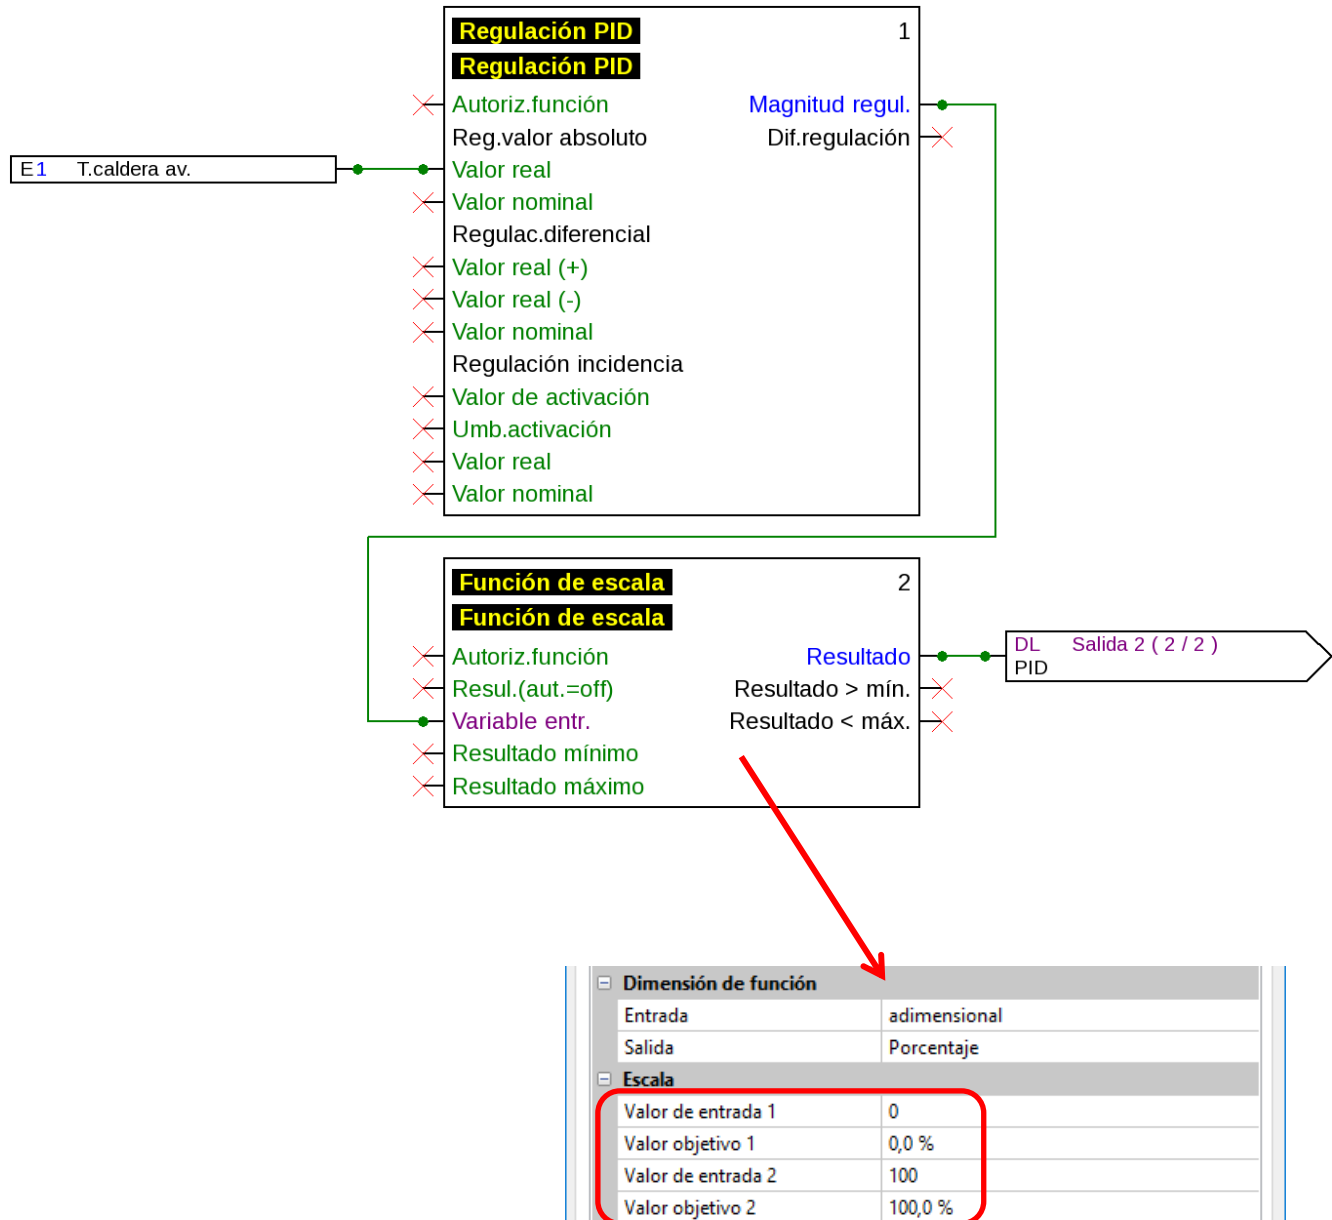 Regulación PID 1
Regulación PID
Autoriz.función Magnitud regul.
Reg.valor absoluto Dif.regulación
E1 T.caldera av.
Valor real
Valor nominal
Regulac.diferencial
Valor real (+)
Valor real (-)
Valor nominal
Regulación incidencia
Valor de activación
Umb.activación
Valor real
Valor nominal
Función de escala 2
Función de escala
Autoriz.función Resultado
Resul.(aut.=off) Resultado > mín.
Variable entr. Resultado < máx.
Resultado mínimo
Resultado máximo
DL Salida 2 ( 2 / 2 )
PID
Dimensión de función
Entrada adimensional
Salida Porcentaje
Escala
Valor de entrada 1 0
Valor objetivo 1 0,0 %
Valor de entrada 2 100
Valor objetivo 2 100,0 %